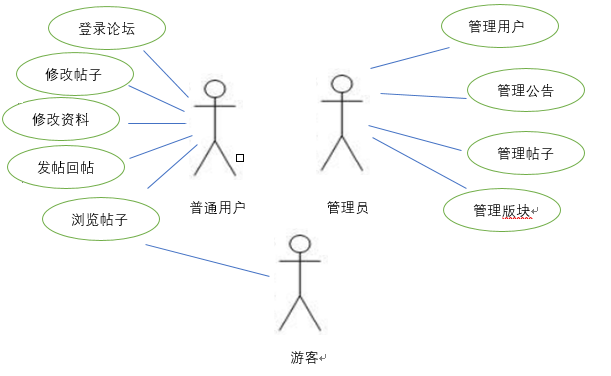 登录论坛
修改帖子
修改资料
发帖回帖
浏览帖子
普通用户
管理员
管理用户
管理公告
管理帖子
管理版块
游客